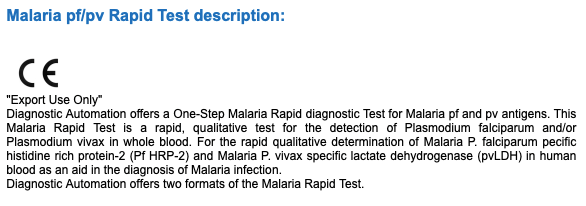 Malaria pf/pv Rapid Test description:
CE
"Export Use Only"
Diagnostic Automation offers a One-Step Malaria Rapid diagnostic Test for Malaria pf and pv antigens. This
Malaria Rapid Test is a rapid, qualitative test for the detection of Plasmodium falciparum and/or
Plasmodium vivax in whole blood. For the rapid qualitative determination of Malaria P. falciparum pecific
histidine rich protein-2 (Pf HRP-2) and Malaria P. vivax specific lactate dehydrogenase (pvLDH) in human
blood as an aid in the diagnosis of Malaria infection.
Diagnostic Automation offers two formats of the Malaria Rapid Test.